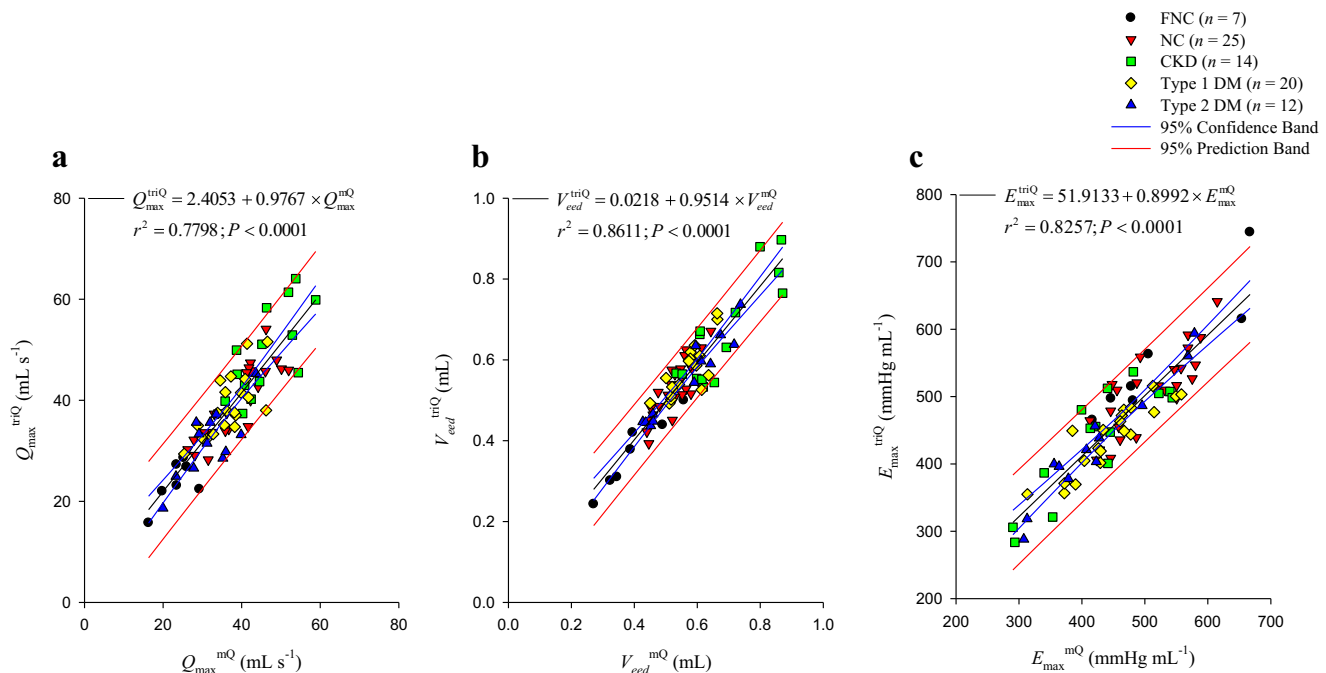 FNC (n = 7)
NC (n = 25)
CKD (n = 14)
Type 1 DM (n = 20)
Type 2 DM (n = 12)
95% Confidence Band
95% Prediction Band
a
Q_max^triQ = 2.4053 + 0.9767 × Q_max^mQ
r² = 0.7798; P < 0.0001
Q_max^triQ (mL s⁻¹)
80
60
40
20
0
0 20 40 60 80
Q_max^mQ (mL s⁻¹)
b
V_eed^triQ = 0.0218 + 0.9514 × V_eed^mQ
r² = 0.8611; P < 0.0001
V_eed^triQ (mL)
1.0
0.8
0.6
0.4
0.2
0.0
0.0 0.2 0.4 0.6 0.8 1.0
V_eed^mQ (mL)
c
E_max^triQ = 51.9133 + 0.8992 × E_max^mQ
r² = 0.8257; P < 0.0001
E_max^triQ (mmHg mL⁻¹)
800
700
600
500
400
300
200
200 300 400 500 600 700
E_max^mQ (mmHg mL⁻¹)